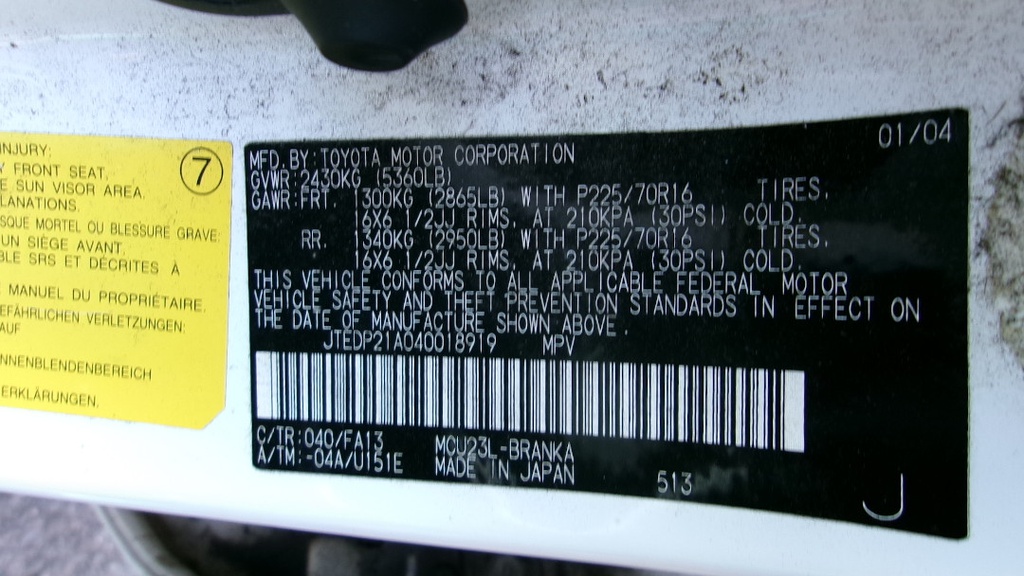 INJURY:
FRONT SEAT.
SUN VISOR AREA.
LANATIONS.
SQUE MORTEL OU BLESSURE GRAVE:
UN SIÈGE AVANT.
BLE SRS ET DÉCRITES À
MANUEL DU PROPRIÉTAIRE.
EFÄHRLICHEN VERLETZUNGEN:
AUF
NNENBLENDENBEREICH
ERKLÄRUNGEN.
7
01/04
MFD. BY: TOYOTA MOTOR CORPORATION
GVWR: 2430KG (5360LB)
GAWR: FRT. 1300KG (2865LB) WITH P225/70R16 TIRES,
16X6 1/2JJ RIMS, AT 210KPA (30PSI) COLD.
RR. 1340KG (2950LB) WITH P225/70R16 TIRES,
16X6 1/2JJ RIMS, AT 210KPA (30PSI) COLD.
THIS VEHICLE CONFORMS TO ALL APPLICABLE FEDERAL MOTOR
VEHICLE SAFETY AND THEFT PREVENTION STANDARDS IN EFFECT ON
THE DATE OF MANUFACTURE SHOWN ABOVE.
JTEDP21A040018919 MPV
C/TR: 040/FA13 MCU23L-BRANKA
A/TM: -04A/U151E MADE IN JAPAN
513
J